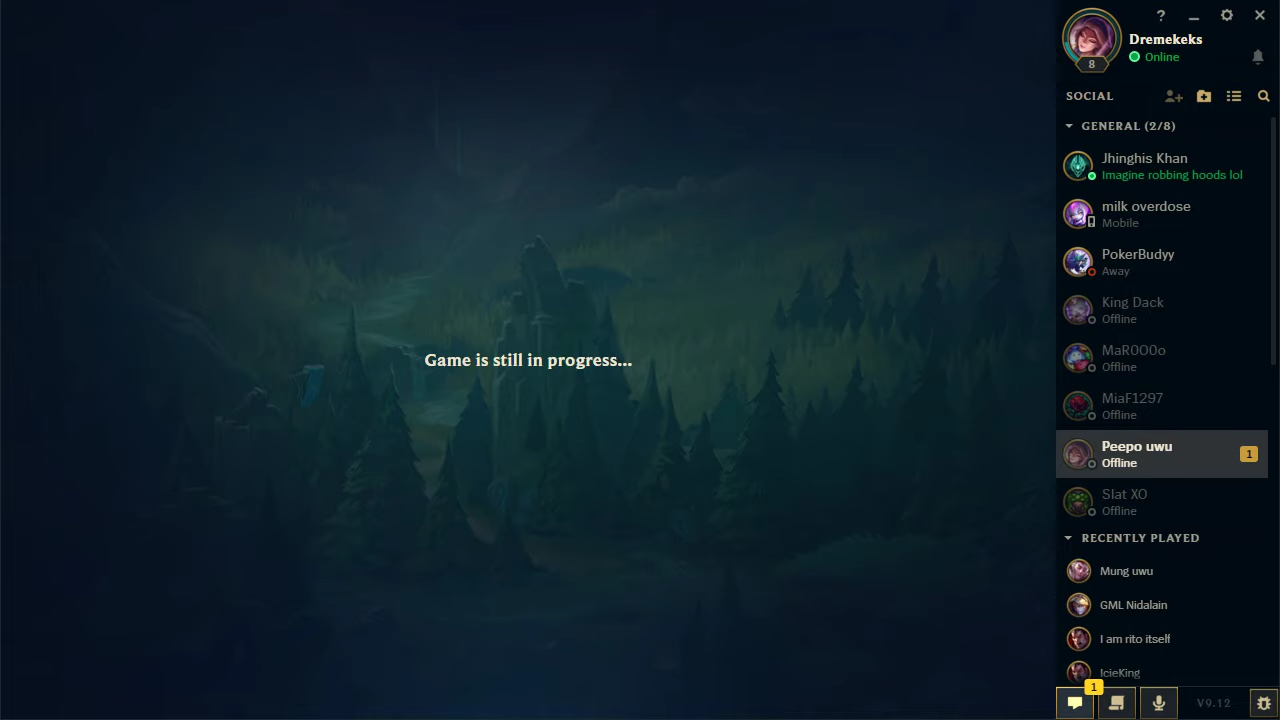 ?
Dremekeks
Online
8
SOCIAL
GENERAL (2/8)
Jhinghis Khan
Imagine robbing hoods lol
milk overdose
Mobile
PokerBudyy
Away
King Dack
Offline
Game is still in progress...
MaR000o
Offline
MiaF1297
Offline
Peepo uwu
Offline
1
Slat XO
Offline
RECENTLY PLAYED
Mung uwu
GML Nidalain
I am rito itself
IcieKing
1
V9.12